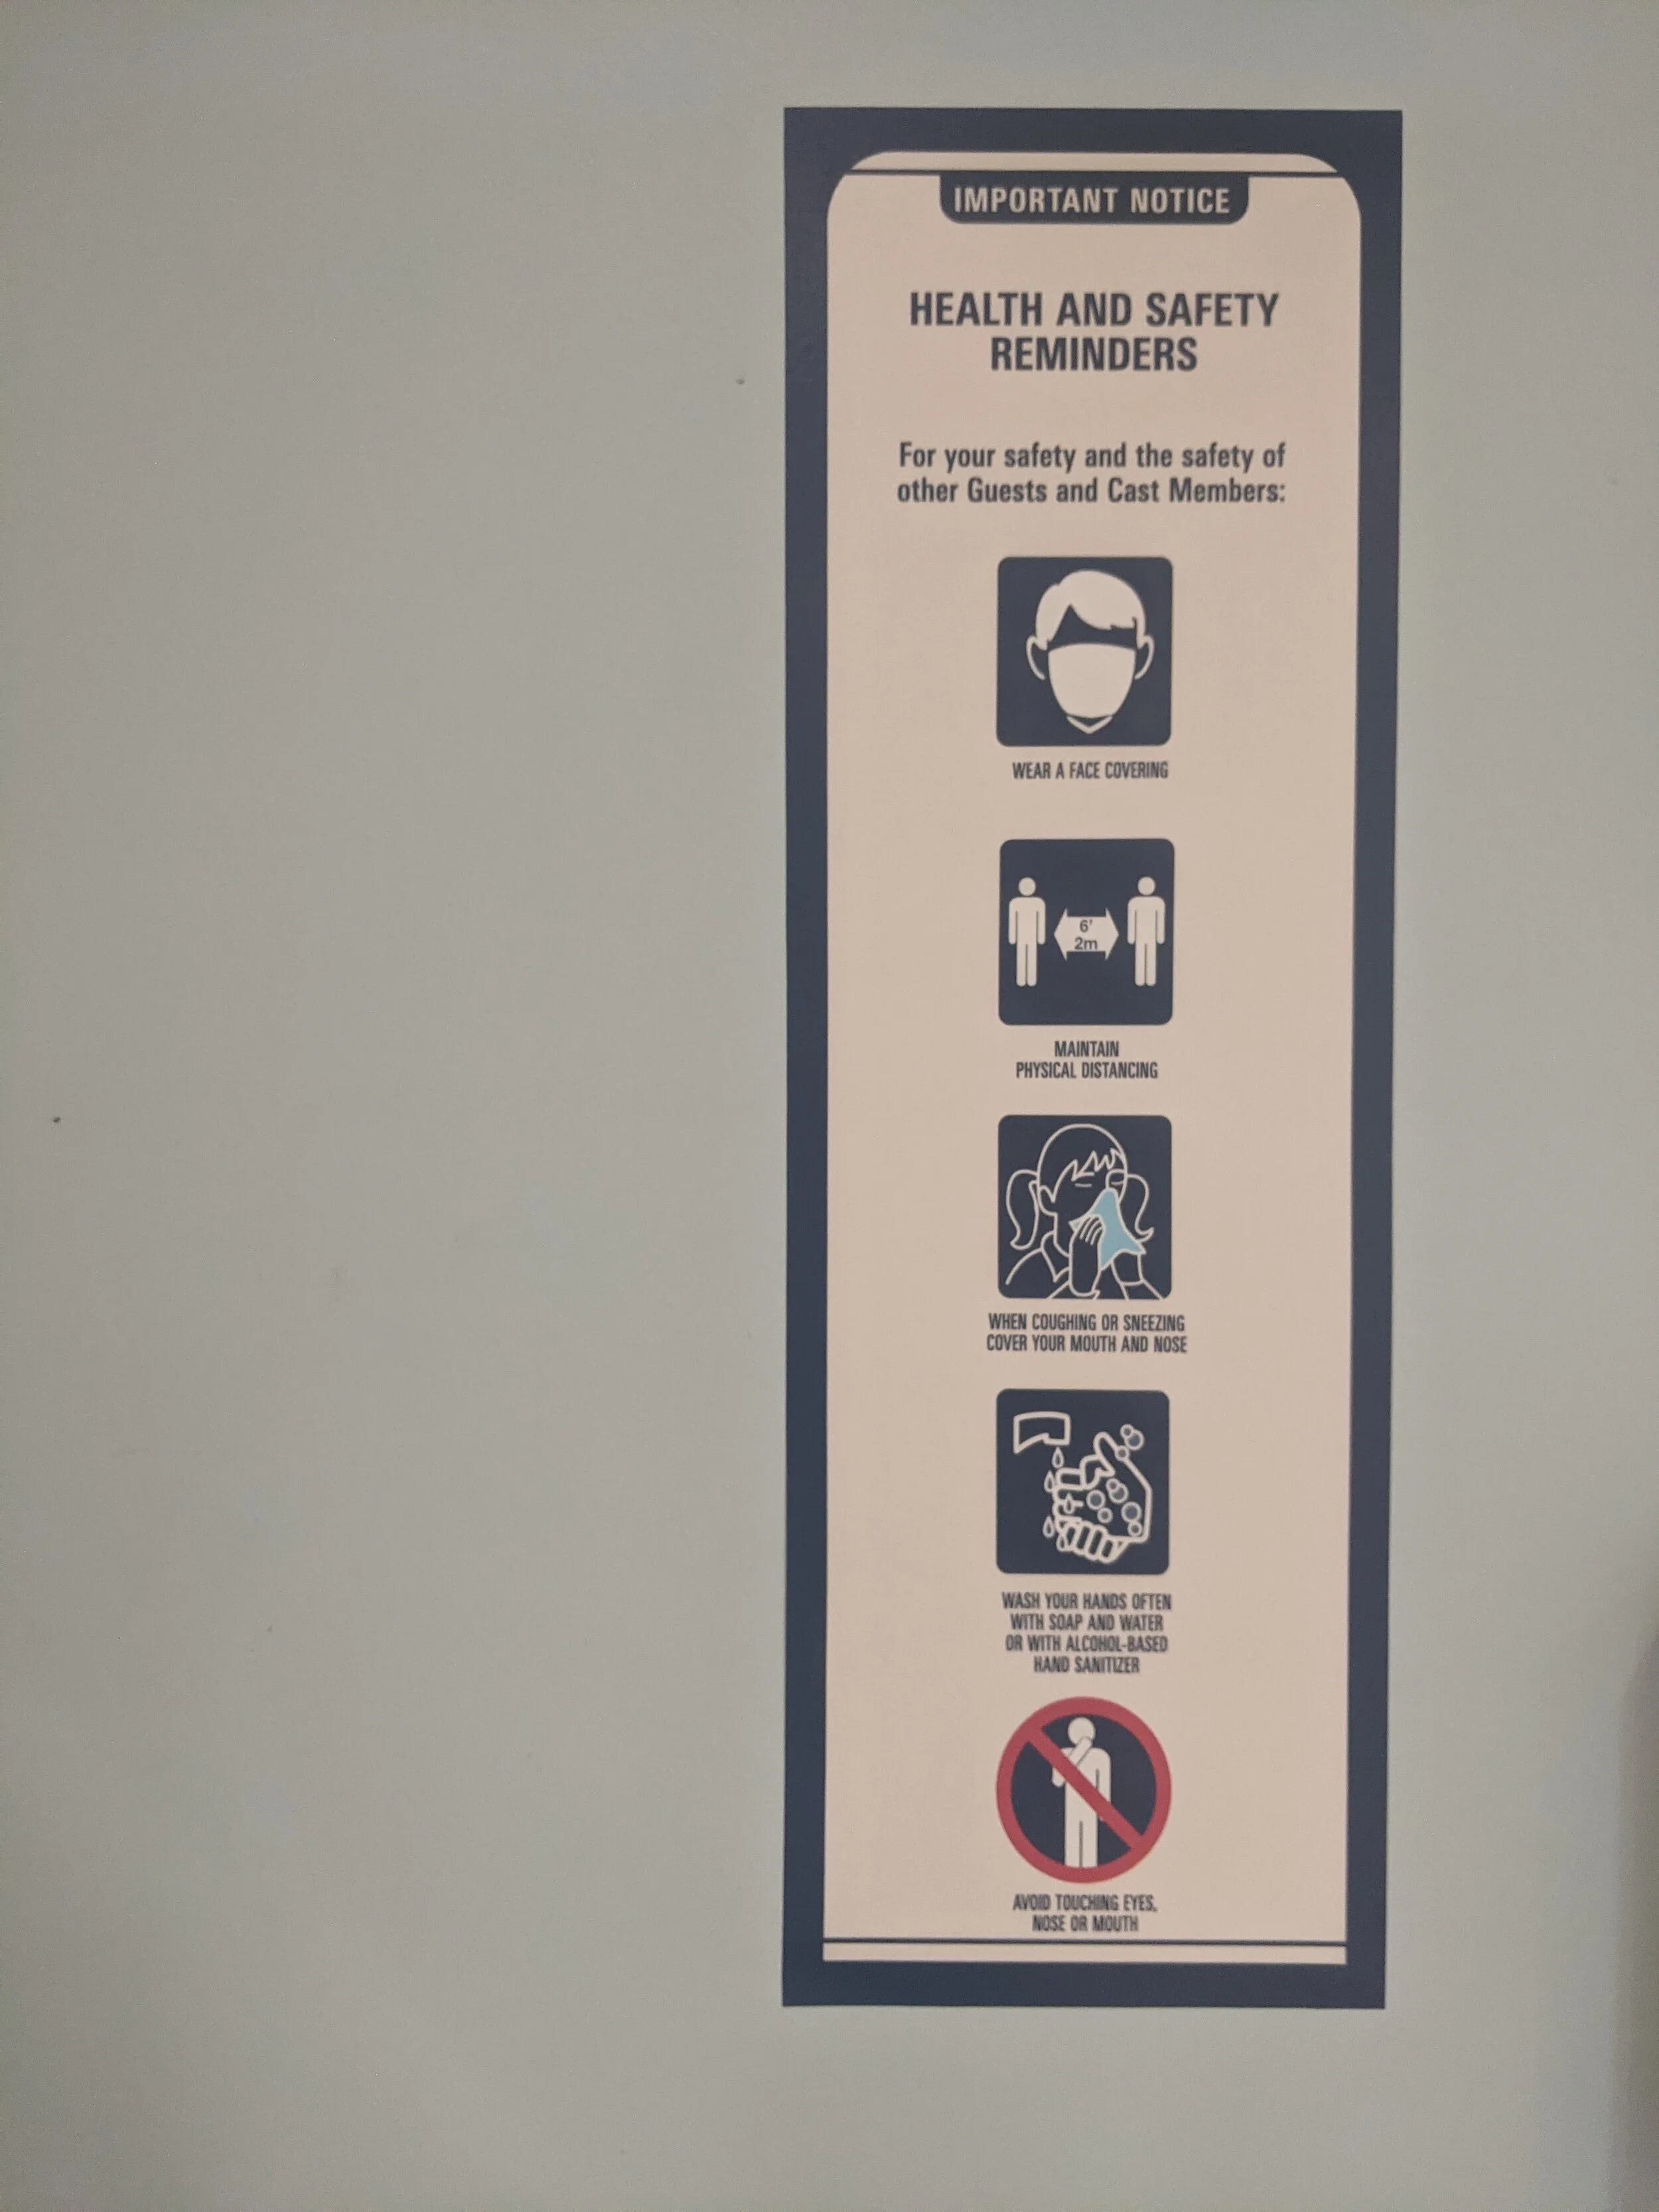 IMPORTANT NOTICE
HEALTH AND SAFETY
REMINDERS
For your safety and the safety of
other Guests and Cast Members:
WEAR A FACE COVERING
6'
2m
MAINTAIN
PHYSICAL DISTANCING
WHEN COUGHING OR SNEEZING
COVER YOUR MOUTH AND NOSE
WASH YOUR HANDS OFTEN
WITH SOAP AND WATER
OR WITH ALCOHOL-BASED
HAND SANITIZER
AVOID TOUCHING EYES,
NOSE OR MOUTH